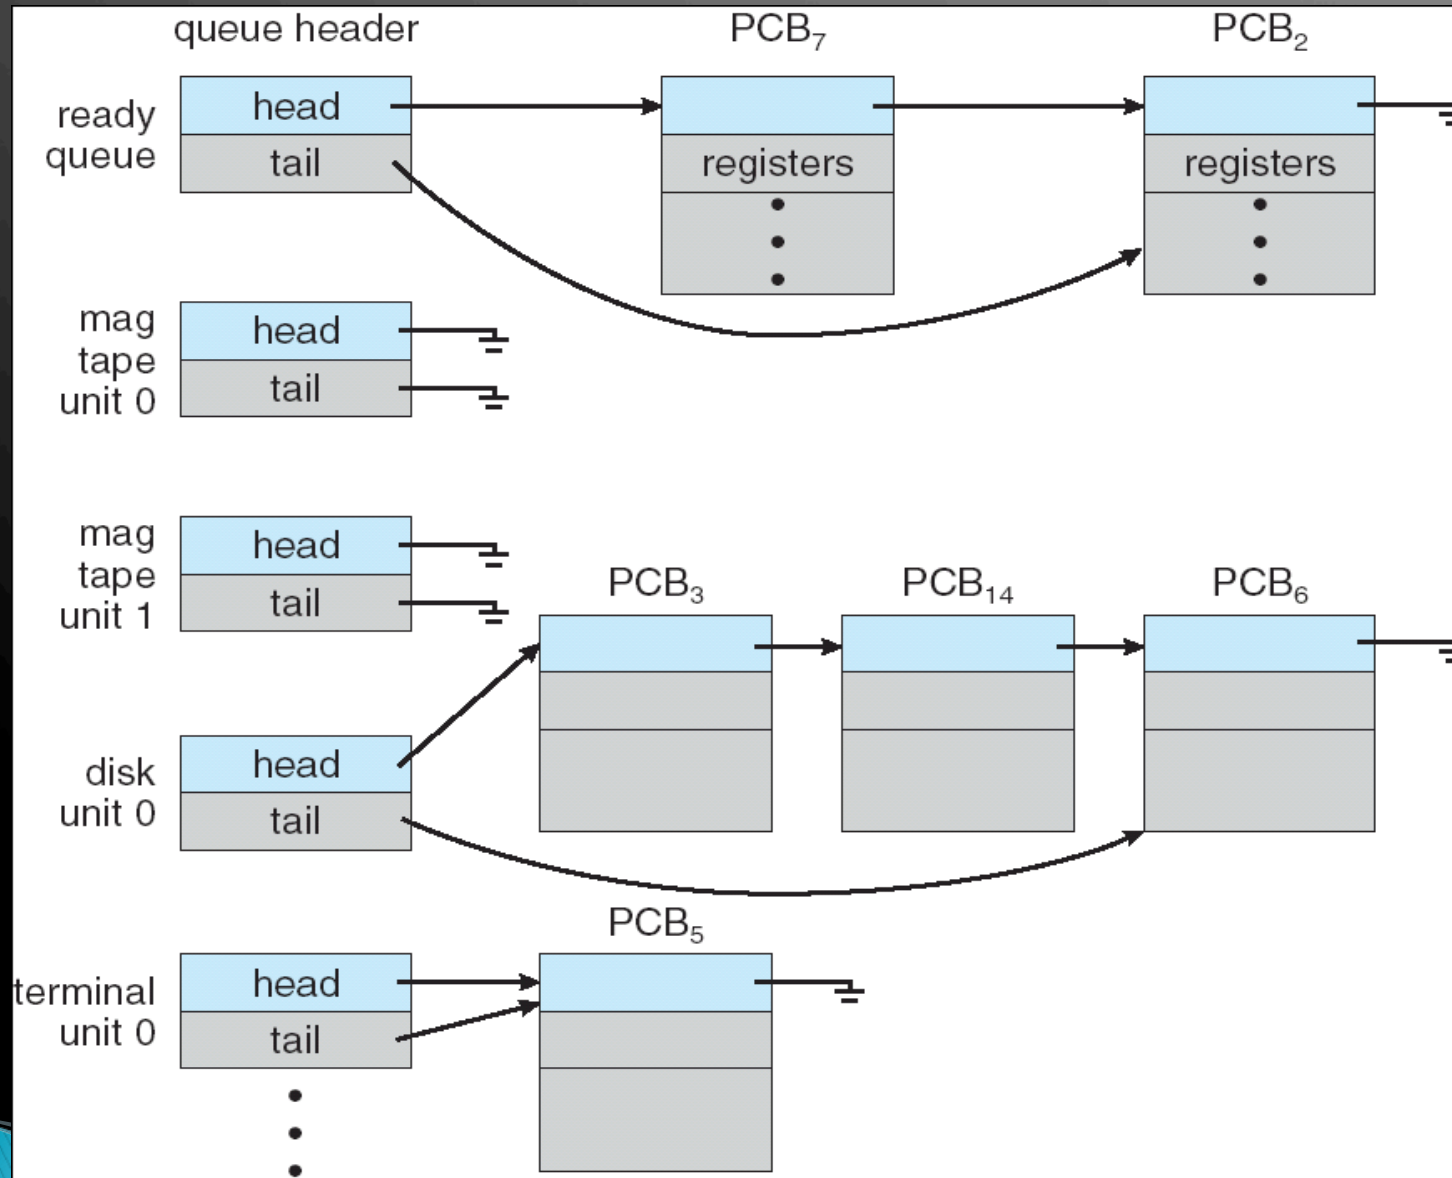 queue header
PCB₇
PCB₂
ready
queue
head
tail
registers
registers
mag
tape
unit 0
head
tail
mag
tape
unit 1
head
tail
PCB₃
PCB₁₄
PCB₆
disk
unit 0
head
tail
PCB₅
terminal
unit 0
head
tail